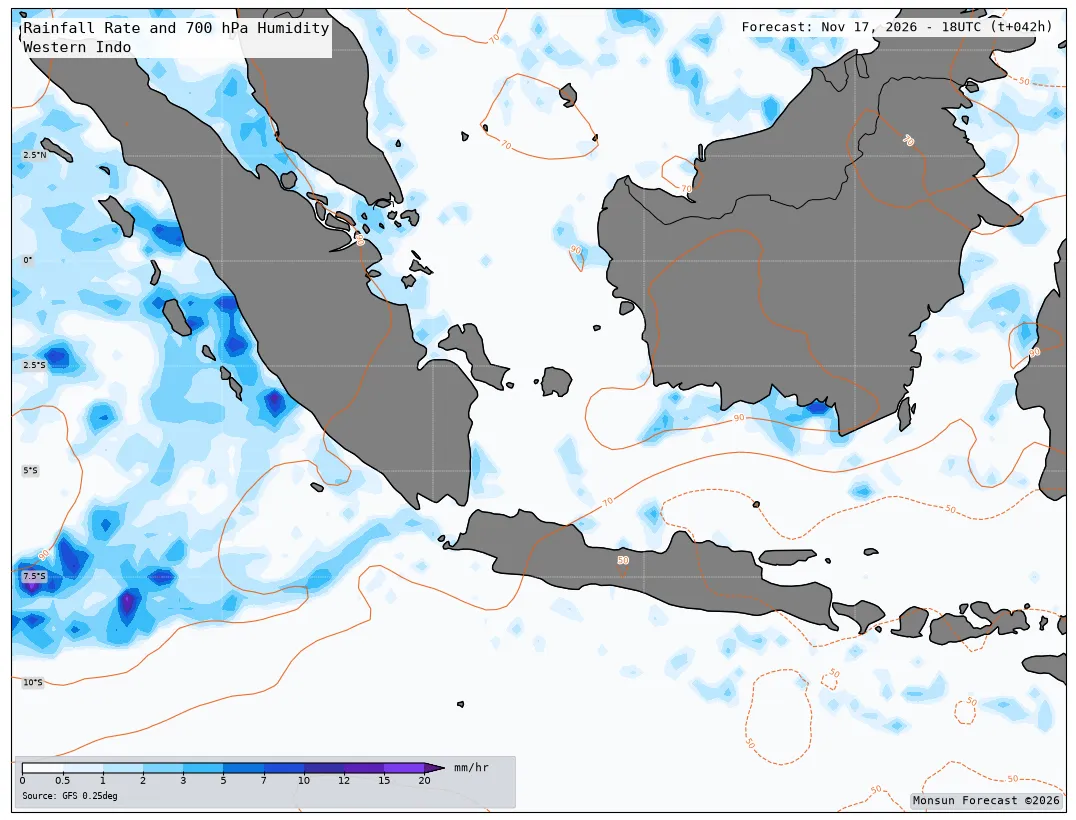 Rainfall Rate and 700 hPa Humidity
Western Indo
Forecast: Nov 17, 2026 - 18UTC (t+042h)
70
50
70
70
2.5°N
70
90
0°
90
2.5°S
90
90
5°S
70
50
90
50
7.5°S
50
10°S
50
50
50
50
mm/hr
0 0.5 1 2 3 5 7 10 12 15 20
Source: GFS 0.25deg
Monsun Forecast ©2026